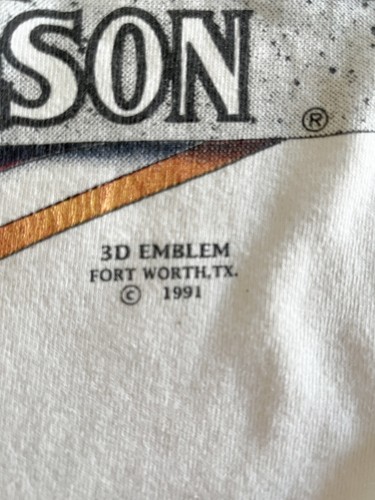 SON
®
3D EMBLEM
FORT WORTH, TX.
© 1991